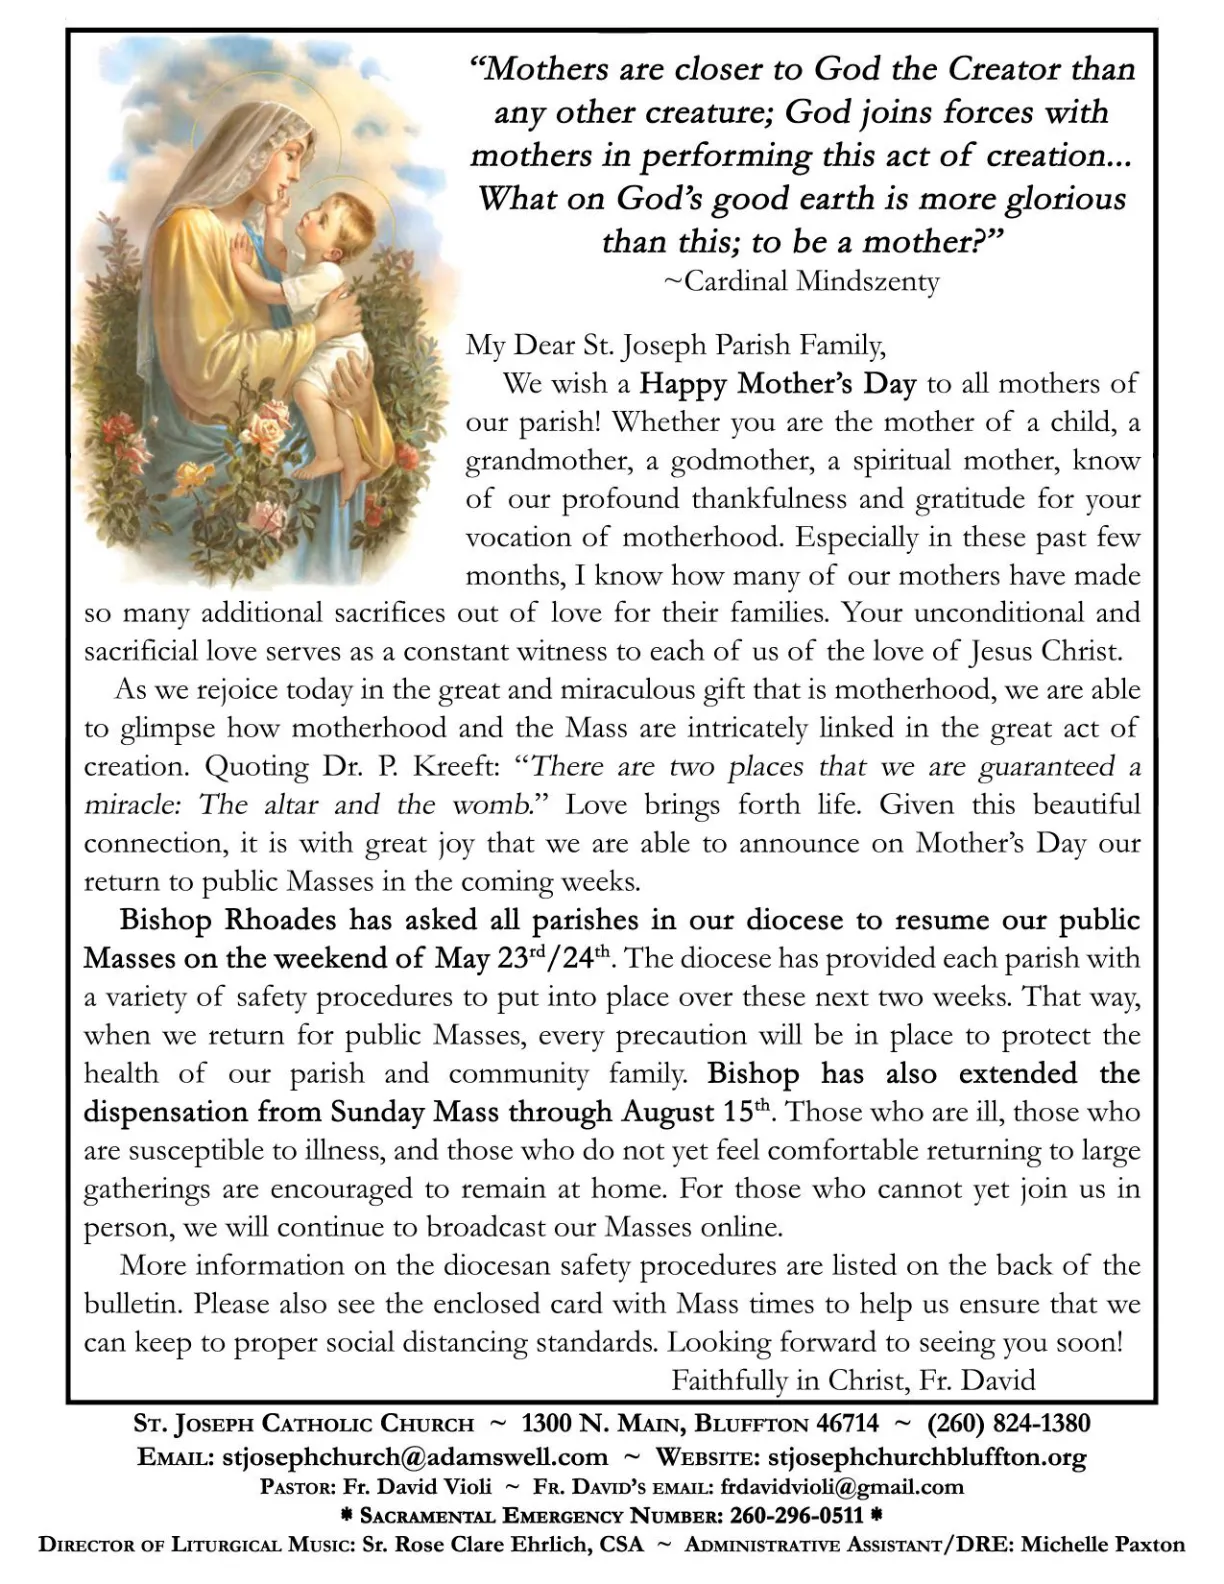 “Mothers are closer to God the Creator than
any other creature; God joins forces with
mothers in performing this act of creation...
What on God’s good earth is more glorious
than this; to be a mother?”
~Cardinal Mindszenty
My Dear St. Joseph Parish Family,
We wish a Happy Mother’s Day to all mothers of
our parish! Whether you are the mother of a child, a
grandmother, a godmother, a spiritual mother, know
of our profound thankfulness and gratitude for your
vocation of motherhood. Especially in these past few
months, I know how many of our mothers have made
so many additional sacrifices out of love for their families. Your unconditional and
sacrificial love serves as a constant witness to each of us of the love of Jesus Christ.
As we rejoice today in the great and miraculous gift that is motherhood, we are able
to glimpse how motherhood and the Mass are intricately linked in the great act of
creation. Quoting Dr. P. Kreeft: “There are two places that we are guaranteed a
miracle: The altar and the womb.” Love brings forth life. Given this beautiful
connection, it is with great joy that we are able to announce on Mother’s Day our
return to public Masses in the coming weeks.
Bishop Rhoades has asked all parishes in our diocese to resume our public
Masses on the weekend of May 23rd/24th. The diocese has provided each parish with
a variety of safety procedures to put into place over these next two weeks. That way,
when we return for public Masses, every precaution will be in place to protect the
health of our parish and community family. Bishop has also extended the
dispensation from Sunday Mass through August 15th. Those who are ill, those who
are susceptible to illness, and those who do not yet feel comfortable returning to large
gatherings are encouraged to remain at home. For those who cannot yet join us in
person, we will continue to broadcast our Masses online.
More information on the diocesan safety procedures are listed on the back of the
bulletin. Please also see the enclosed card with Mass times to help us ensure that we
can keep to proper social distancing standards. Looking forward to seeing you soon!
Faithfully in Christ, Fr. David
St. Joseph Catholic Church ~ 1300 N. Main, Bluffton 46714 ~ (260) 824-1380
Email: stjosephchurch@adamswell.com ~ Website: stjosephchurchbluffton.org
Pastor: Fr. David Violi ~ Fr. David’s email: frdavidvioli@gmail.com
* Sacramental Emergency Number: 260-296-0511 *
Director of Liturgical Music: Sr. Rose Clare Ehrlich, CSA ~ Administrative Assistant/DRE: Michelle Paxton